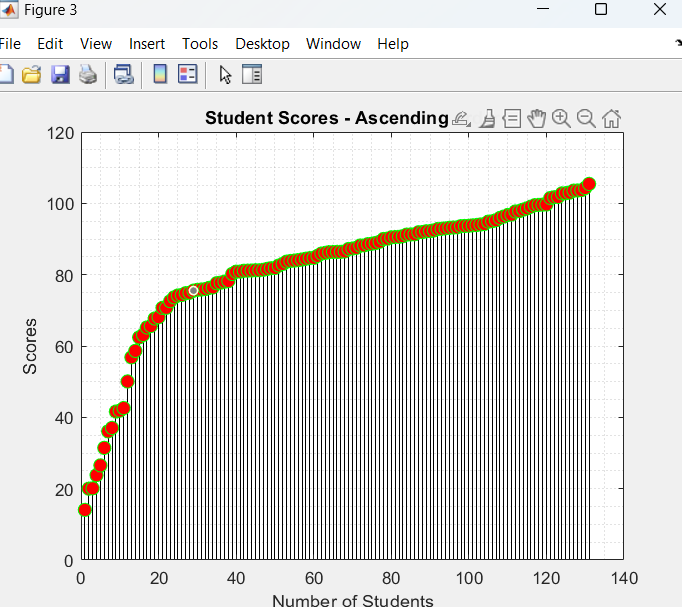 Figure 3
File Edit View Insert Tools Desktop Window Help
Student Scores - Ascending
120
100
80
60
40
20
0
Scores
0 20 40 60 80 100 120 140
Number of Students